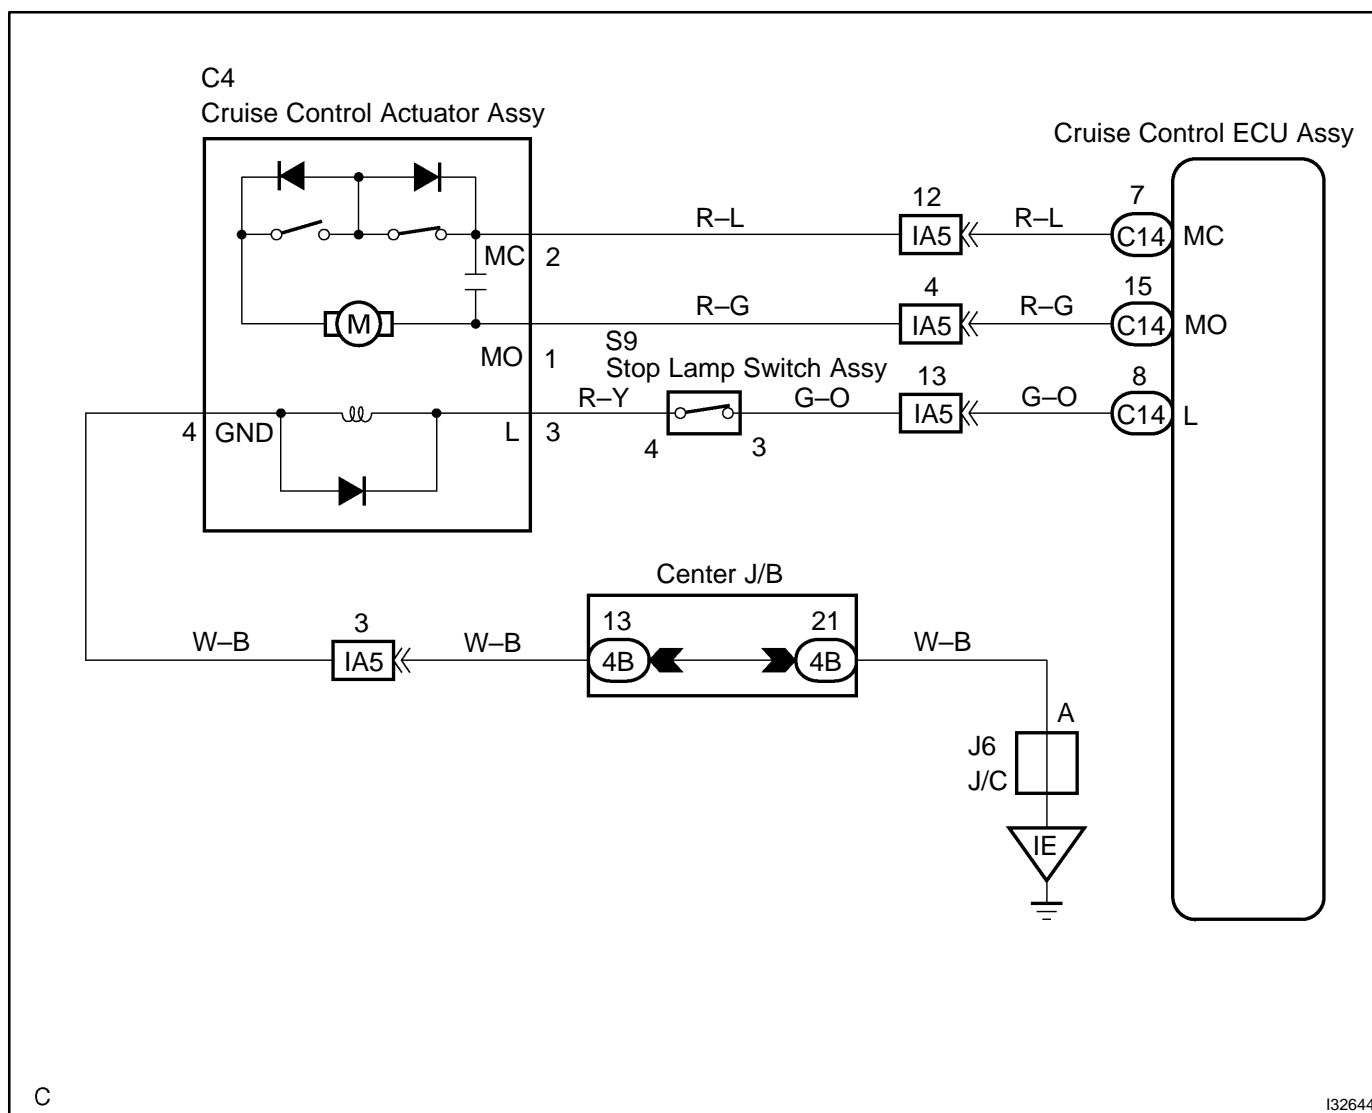 C4
Cruise Control Actuator Assy
Cruise Control ECU Assy
MC 2
R–L
12
IA5
R–L
7
C14
MC
M
MO 1
R–G
4
IA5
R–G
15
C14
MO
S9
Stop Lamp Switch Assy
4 GND
L 3
R–Y
4
3
G–O
13
IA5
G–O
8
C14
L
Center J/B
W–B
3
IA5
W–B
13
4B
21
4B
W–B
A
J6
J/C
IE
C
I32644